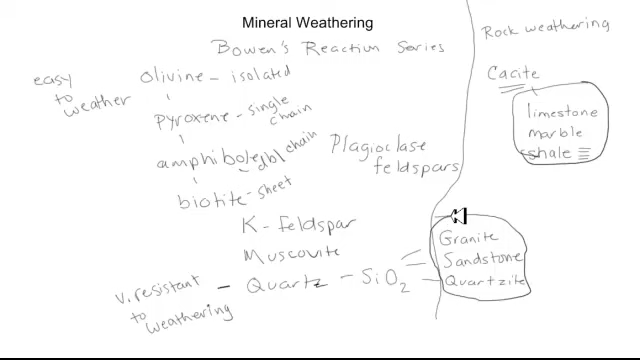 Mineral Weathering
Bowen's Reaction Series
easy to weather
Olivine - isolated
Pyroxene - single chain
amphibole - dbl chain
biotite - sheet
Plagioclase feldspars
K - feldspar
Muscovite
v. resistant to weathering - Quartz - SiO2
Rock weathering
Cacite
limestone
marble
shale
Granite
Sandstone
Quartzite